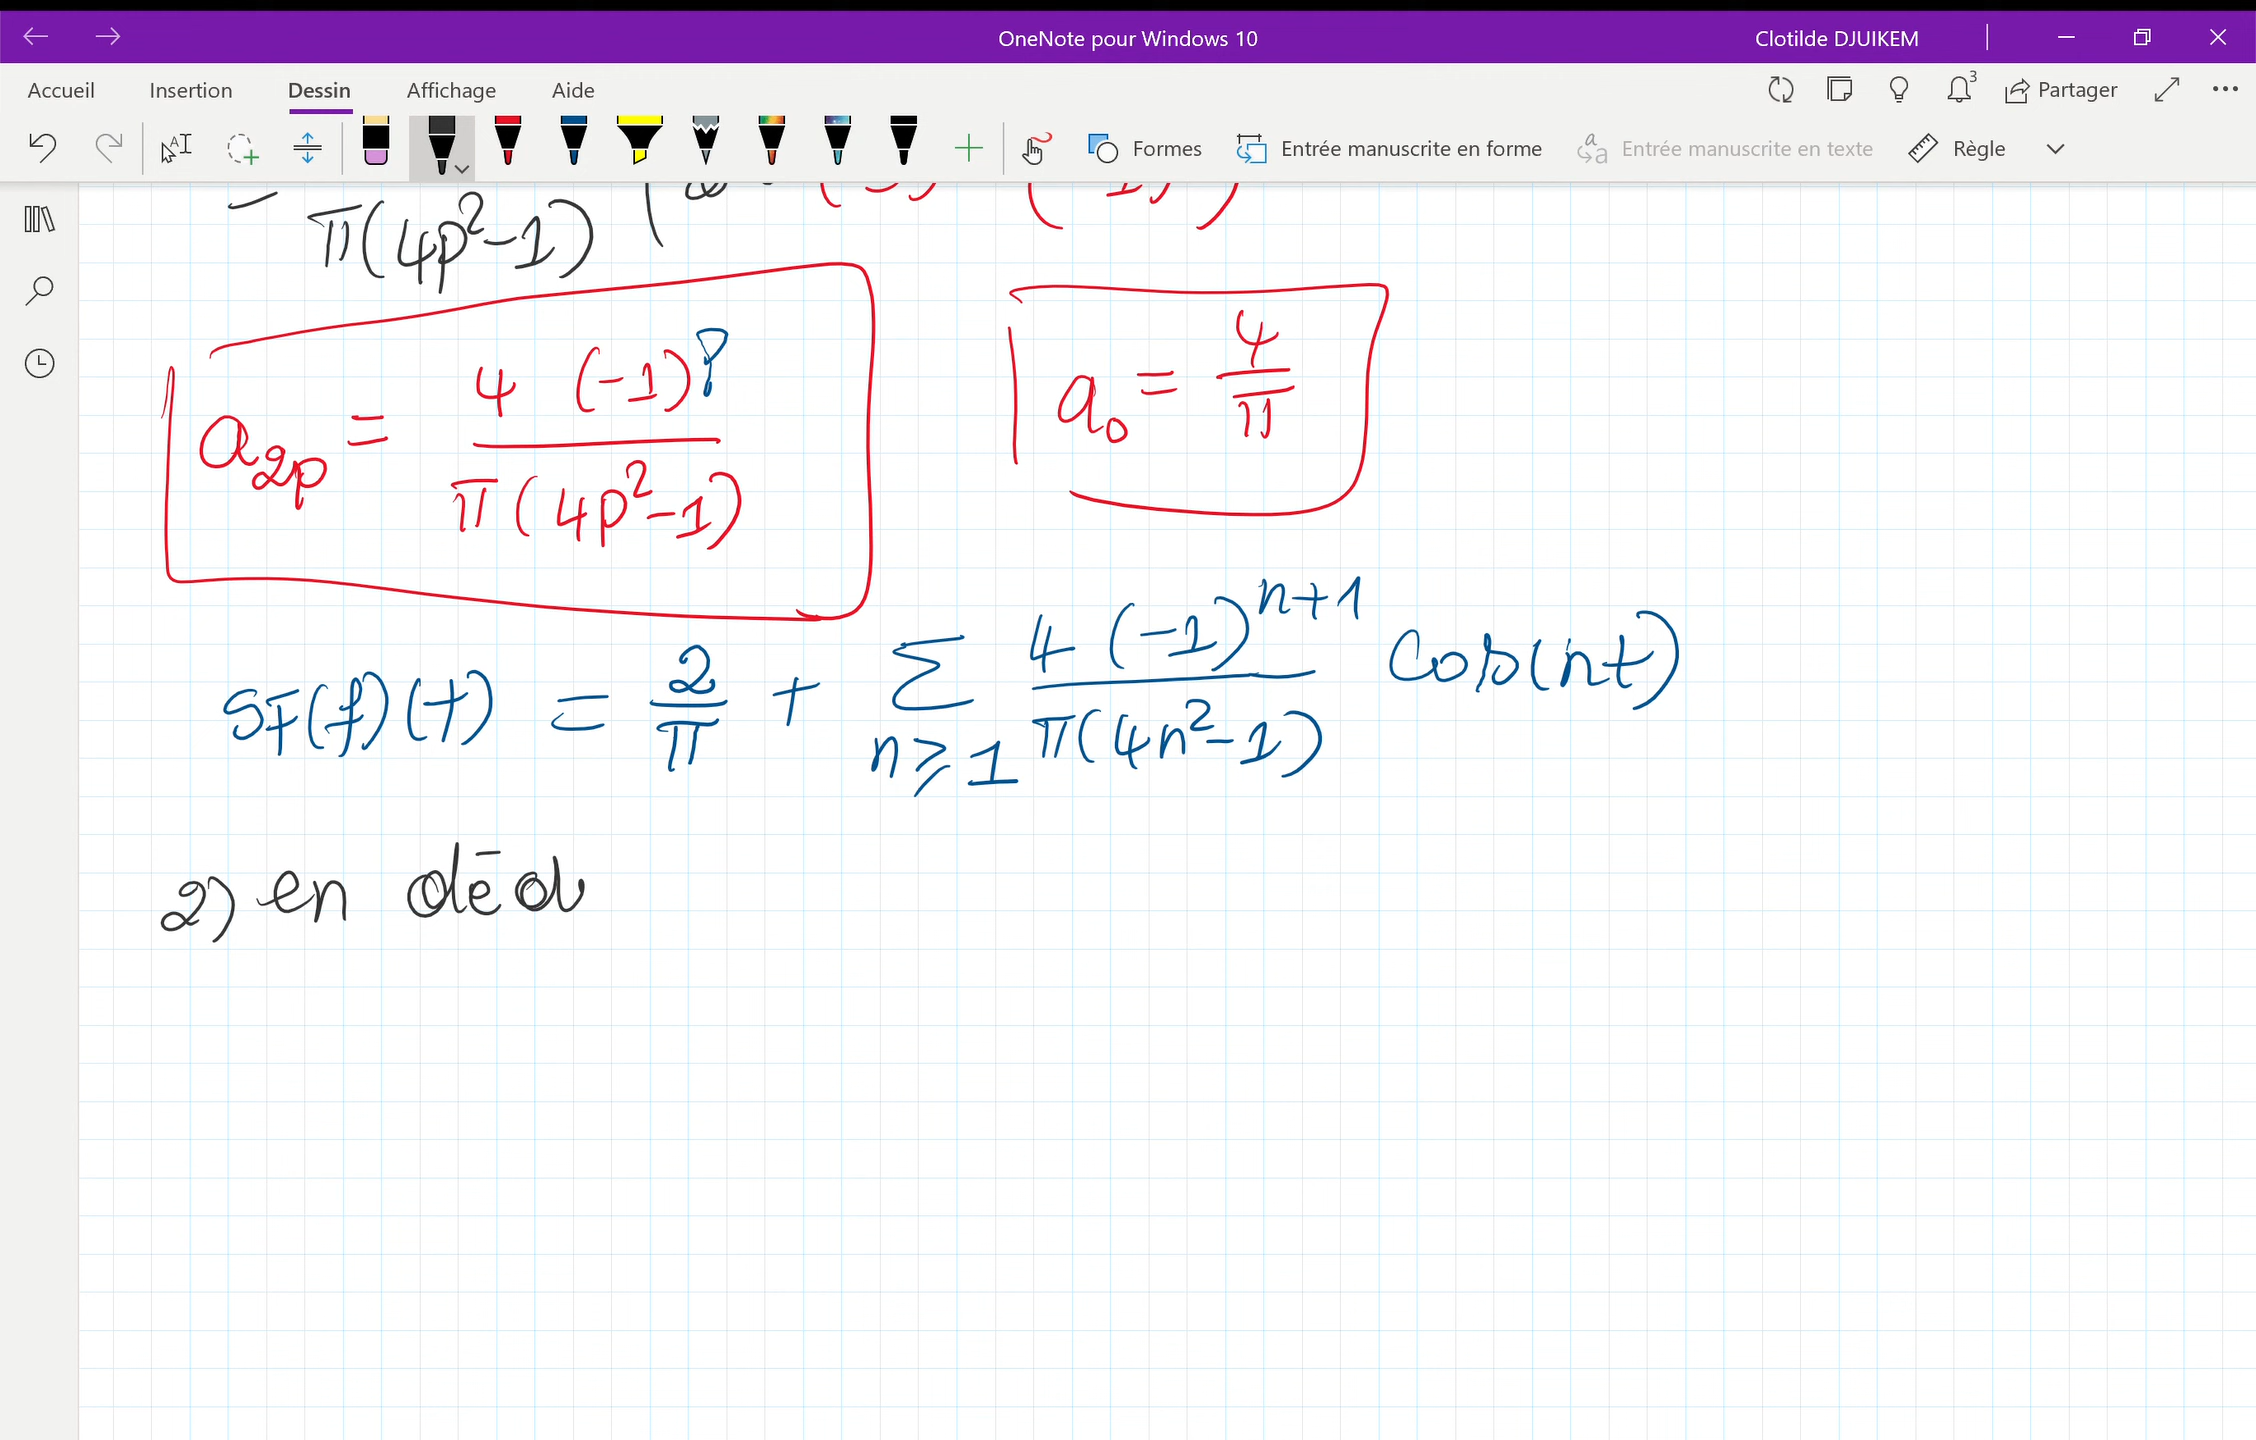 OneNote pour Windows 10
Clotilde DJUIKEM
Accueil Insertion Dessin Affichage Aide
3
Partager
Formes Entrée manuscrite en forme Entrée manuscrite en texte Règle
π(4p²-1)
a₂ₚ = 4 (-1)ᵖ / π(4p²-1)
a₀ = 4/π
SF(f)(t) = 2/π + Σ n⩾1 4(-1)ⁿ⁺¹ / π(4n²-1) cos(nt)
2) en déd